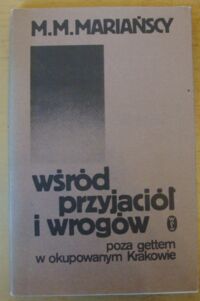 M.M.MARIAŃSCY
wśród
przyjaciół
i wrogów
poza gettem
w okupowanym Krakowie